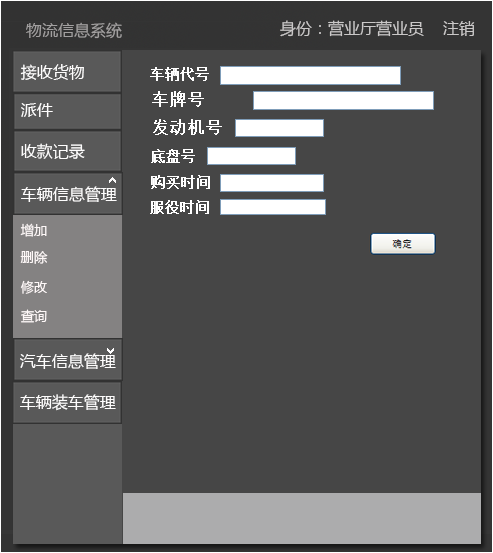 物流信息系统
身份：营业厅营业员 注销
接收货物
派件
收款记录
车辆信息管理
增加
删除
修改
查询
汽车信息管理
车辆装车管理
车辆代号
车牌号
发动机号
底盘号
购买时间
服役时间
确定